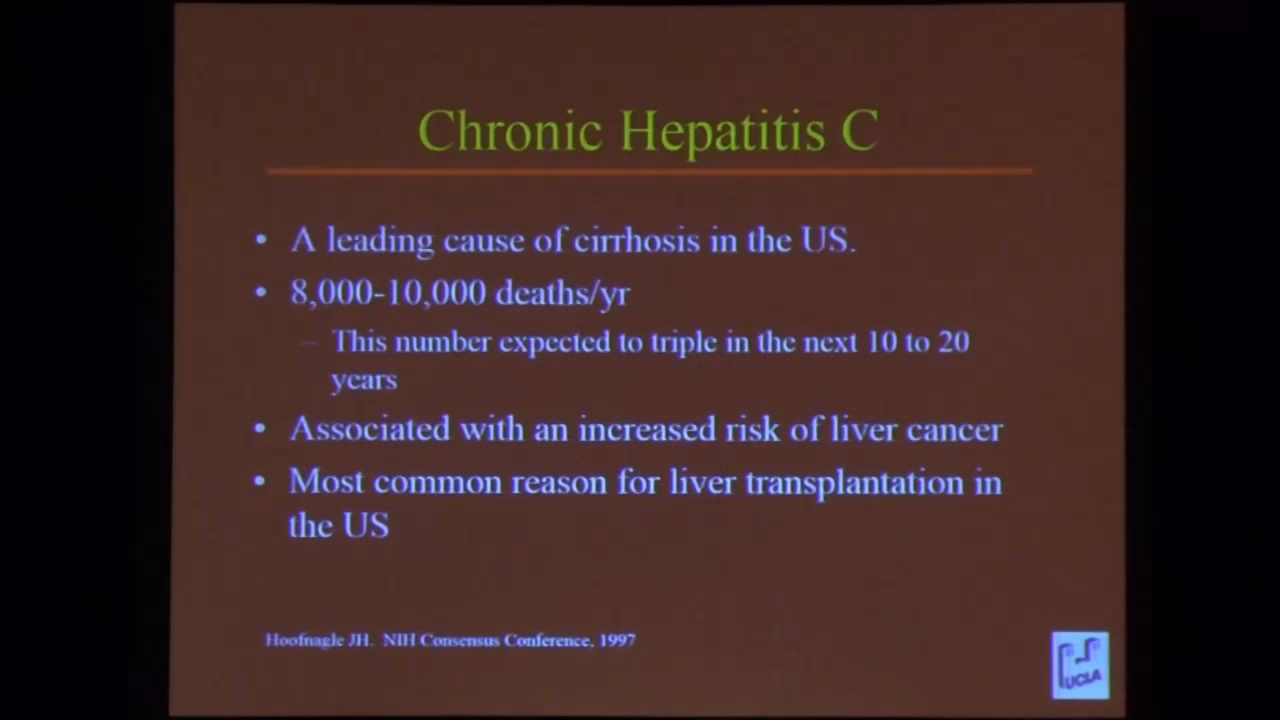 Chronic Hepatitis C
• A leading cause of cirrhosis in the US.
• 8,000-10,000 deaths/yr
– This number expected to triple in the next 10 to 20
years
• Associated with an increased risk of liver cancer
• Most common reason for liver transplantation in
the US
Hoofnagle JH. NIH Consensus Conference, 1997
UCLA